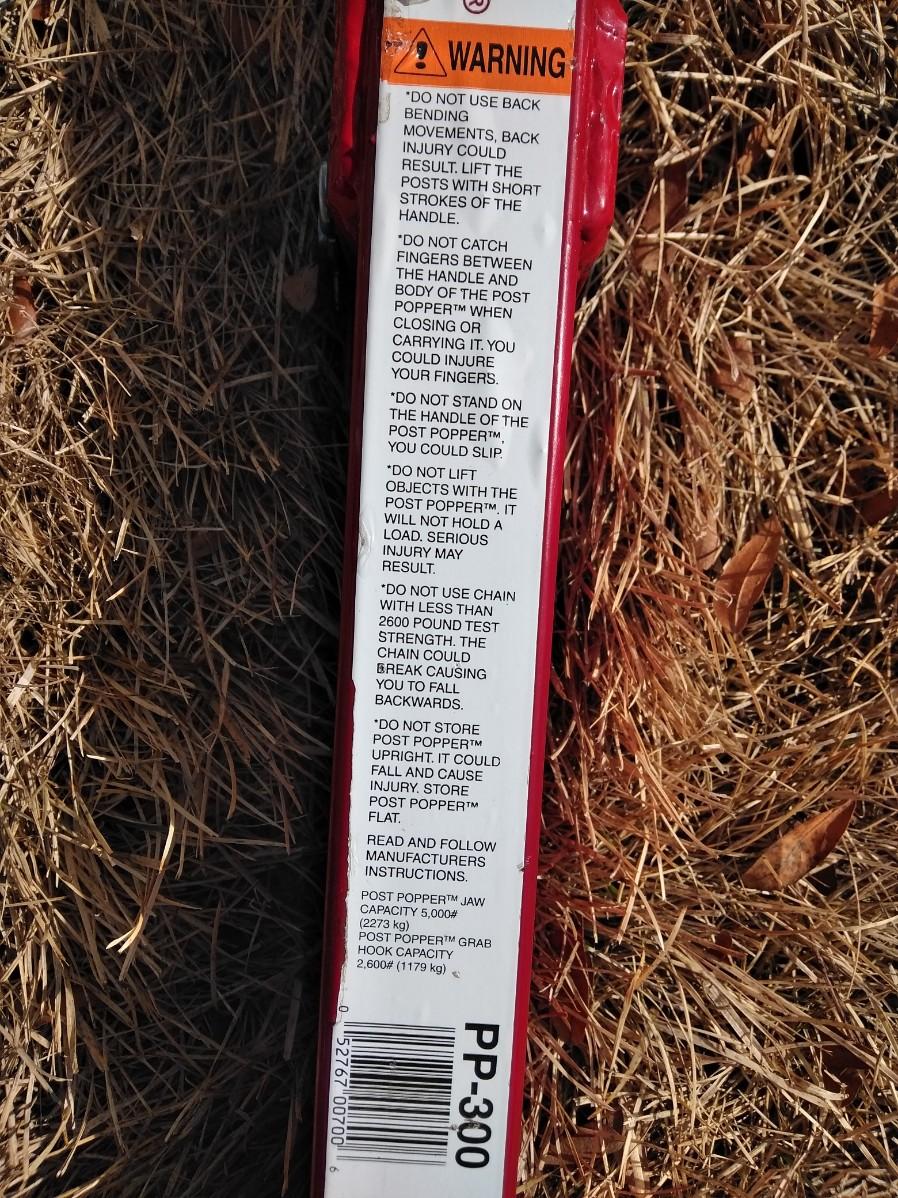 ®
WARNING
*DO NOT USE BACK
BENDING
MOVEMENTS, BACK
INJURY COULD
RESULT. LIFT THE
POSTS WITH SHORT
STROKES OF THE
HANDLE.
*DO NOT CATCH
FINGERS BETWEEN
THE HANDLE AND
BODY OF THE POST
POPPER™ WHEN
CLOSING OR
CARRYING IT. YOU
COULD INJURE
YOUR FINGERS.
*DO NOT STAND ON
THE HANDLE OF THE
POST POPPER™,
YOU COULD SLIP.
*DO NOT LIFT
OBJECTS WITH THE
POST POPPER™. IT
WILL NOT HOLD A
LOAD. SERIOUS
INJURY MAY
RESULT.
*DO NOT USE CHAIN
WITH LESS THAN
2600 POUND TEST
STRENGTH. THE
CHAIN COULD
BREAK CAUSING
YOU TO FALL
BACKWARDS.
*DO NOT STORE
POST POPPER™
UPRIGHT. IT COULD
FALL AND CAUSE
INJURY. STORE
POST POPPER™
FLAT.
READ AND FOLLOW
MANUFACTURERS
INSTRUCTIONS.
POST POPPER™ JAW
CAPACITY 5,000#
(2273 kg)
POST POPPER™ GRAB
HOOK CAPACITY
2,600# (1179 kg)
PP-300
0 52767 00700 6